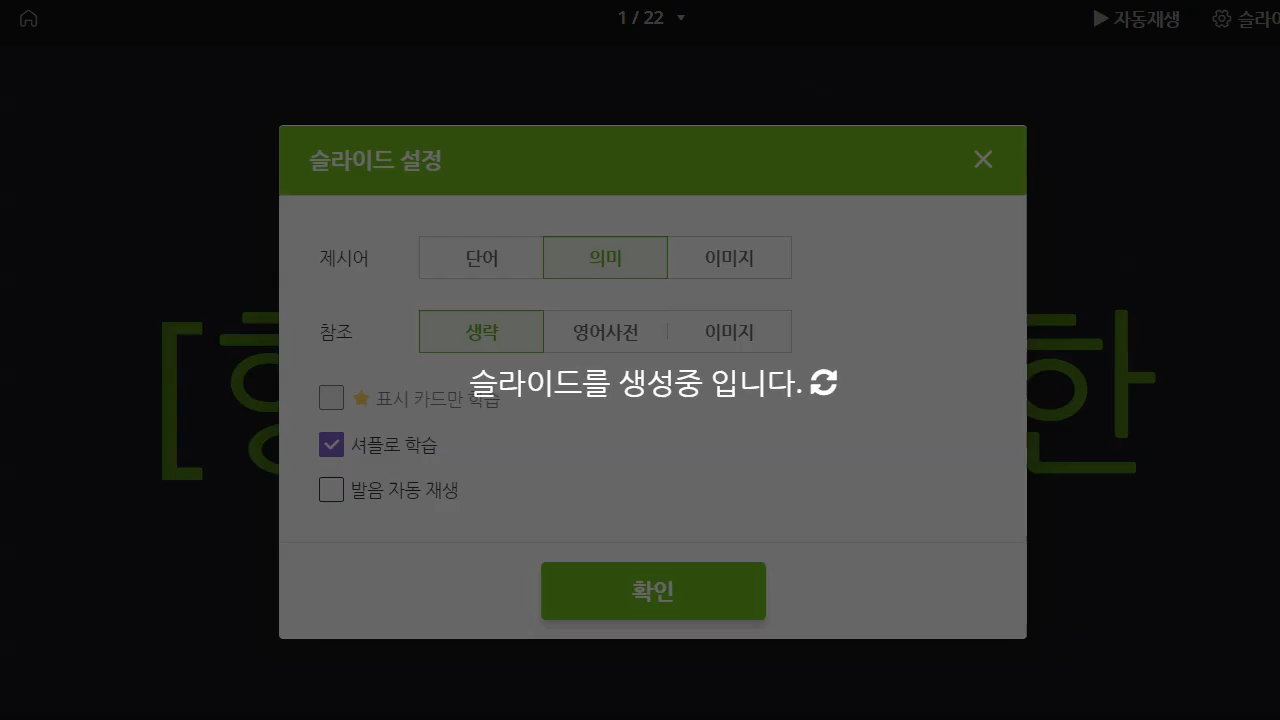 1 / 22
자동재생
슬라이드 설정
제시어 단어 의미 이미지
참조 생략 영어사전 이미지
슬라이드를 생성중 입니다.
표시 카드만 학습
셔플로 학습
발음 자동 재생
확인